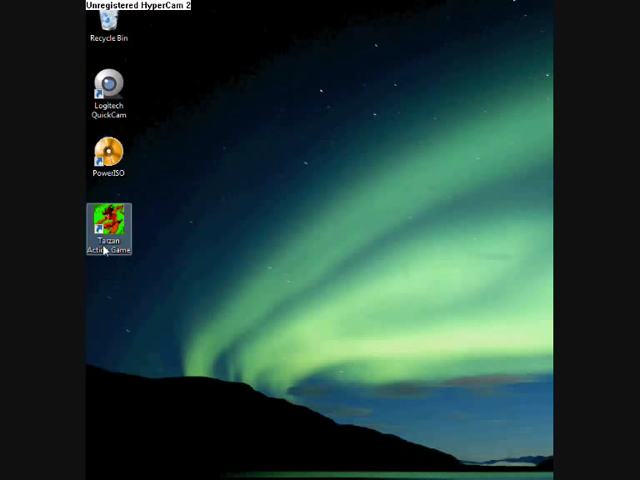 Unregistered HyperCam 2
Recycle Bin
Logitech
QuickCam
PowerISO
Tarzan
Action Game